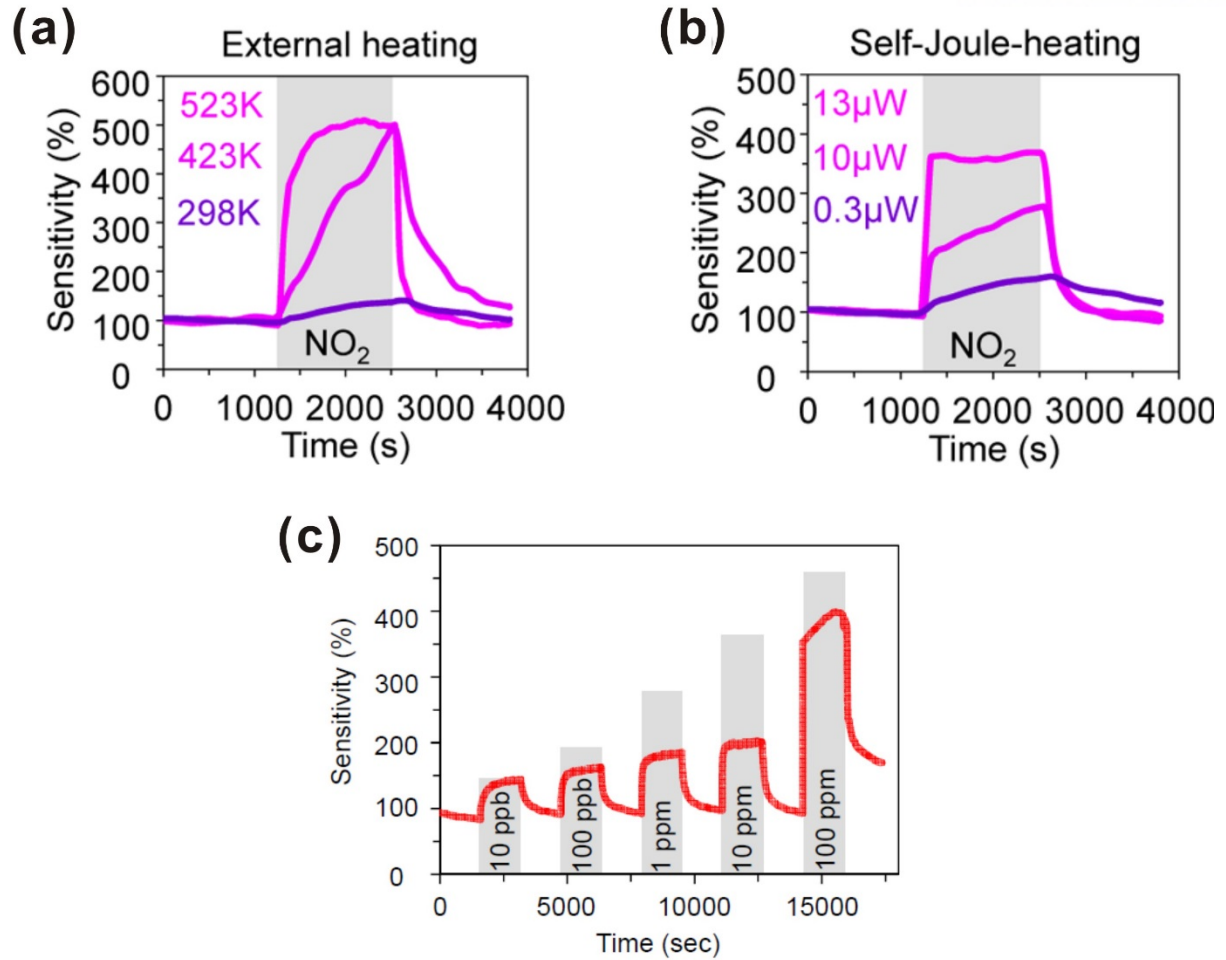 (a)
External heating
Sensitivity (%)
600
500
400
300
200
100
0
523K
423K
298K
NO₂
0 1000 2000 3000 4000
Time (s)
(b)
Self-Joule-heating
Sensitivity (%)
500
400
300
200
100
0
13μW
10μW
0.3μW
NO₂
0 1000 2000 3000 4000
Time (s)
(c)
Sensitivity (%)
500
400
300
200
100
0
10 ppb
100 ppb
1 ppm
10 ppm
100 ppm
0 5000 10000 15000
Time (sec)